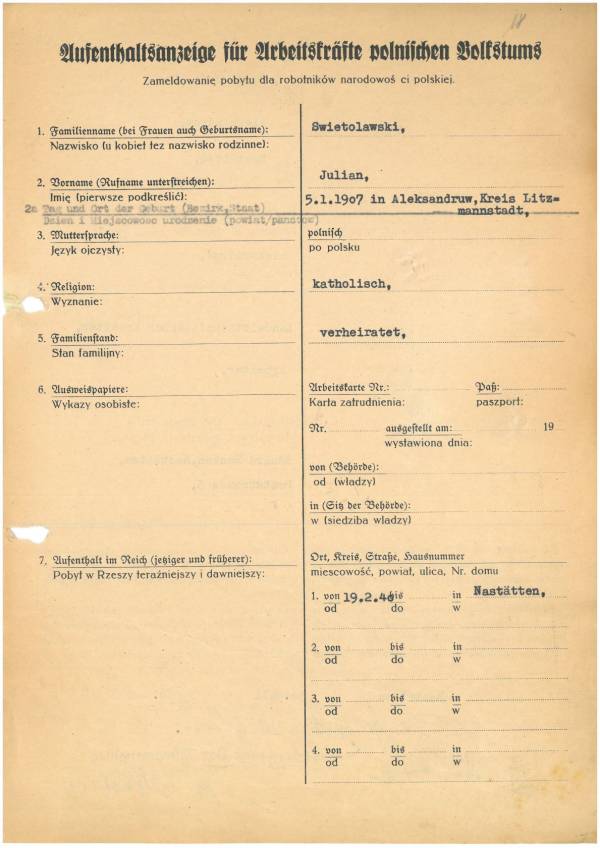 18
Aufenthaltsanzeige für Arbeitskräfte polnischen Volkstums
Zameldowanie pobytu dla robotników narodowoś ci polskiej.
1. Familienname (bei Frauen auch Geburtsname):
Nazwisko (u kobiet też nazwisko rodzinne):
Swietolawski,
2. Vorname (Rufname unterstreichen):
Imię (pierwsze podkreślić):
Julian,
2a Tag und Ort der Geburt (Bezirk, Staat)
Dzien i Miejscowosc urodzenie (powiat/panstow)
5.1.1907 in Aleksandruw, Kreis Litz=
mannstadt,
3. Muttersprache:
Język ojczysty:
polnisch
po polsku
4. Religion:
Wyznanie:
katholisch,
5. Familienstand:
Stan familijny:
verheiratet,
6. Ausweispapiere:
Wykazy osobiste:
Arbeitskarte Nr.: Paß:
Karta zatrudnienia: paszport:
Nr. ausgestellt am: 19
wystawiona dnia:
von (Behörde):
od (władzy)
in (Sitz der Behörde):
w (siedziba władzy)
7. Aufenthalt im Reich (jetziger und früherer):
Pobyt w Rzeszy teraźniejszy i dawniejszy:
Ort, Kreis, Straße, Hausnummer
miescowość, powiat, ulica, Nr. domu
1. von 19.2.40 bis in Nastätten,
od do w
2. von bis in
od do w
3. von bis in
od do w
4. von bis in
od do w